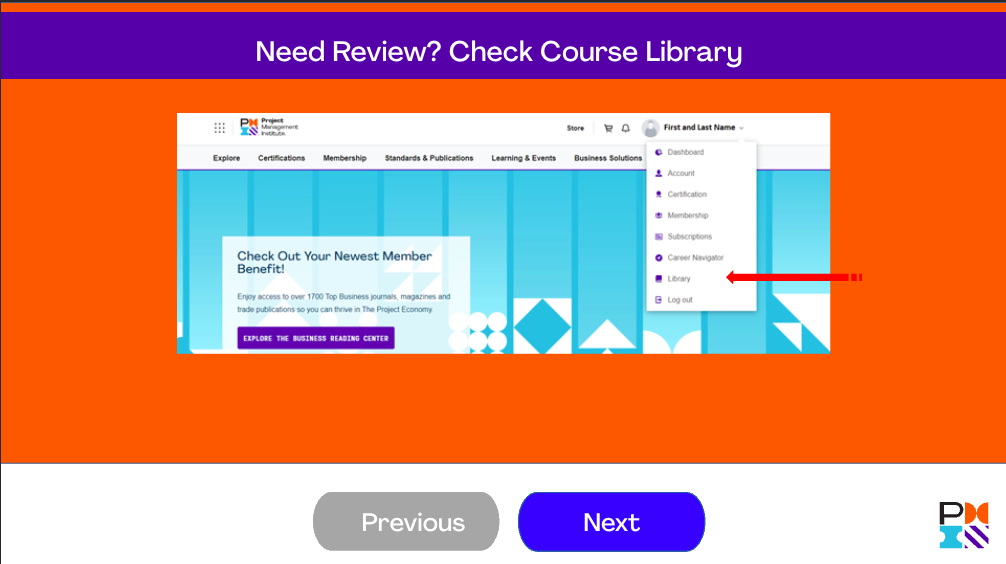 Need Review? Check Course Library
Project
Management
Institute.
Store
First and Last Name
Explore
Certifications
Membership
Standards & Publications
Learning & Events
Business Solutions
Dashboard
Account
Certification
Membership
Subscriptions
Career Navigator
Library
Log out
Check Out Your Newest Member
Benefit!
Enjoy access to over 1700 Top Business journals, magazines and
trade publications so you can thrive in The Project Economy.
EXPLORE THE BUSINESS READING CENTER
Previous
Next